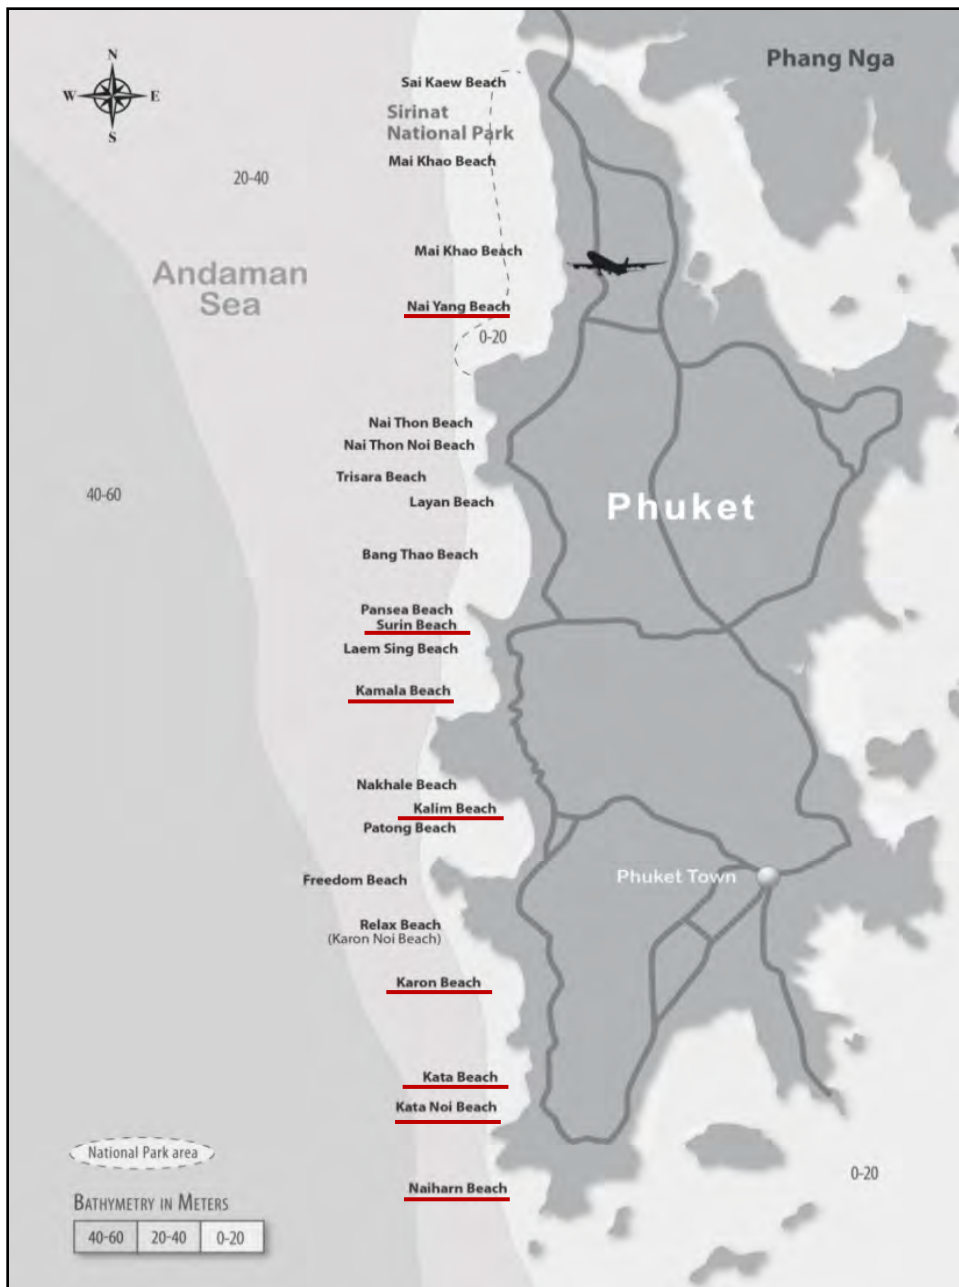 Phang Nga
N
W E
S
Sai Kaew Beach
Sirinat
National Park
Mai Khao Beach
20-40
Mai Khao Beach
Andaman
Sea
Nai Yang Beach
0-20
Nai Thon Beach
Nai Thon Noi Beach
Trisara Beach
40-60
Layan Beach
Phuket
Bang Thao Beach
Pansea Beach
Surin Beach
Laem Sing Beach
Kamala Beach
Nakhale Beach
Kalim Beach
Patong Beach
Freedom Beach
Phuket Town
Relax Beach
(Karon Noi Beach)
Karon Beach
Kata Beach
Kata Noi Beach
National Park area
0-20
Naiharn Beach
BATHYMETRY IN METERS
40-60 20-40 0-20